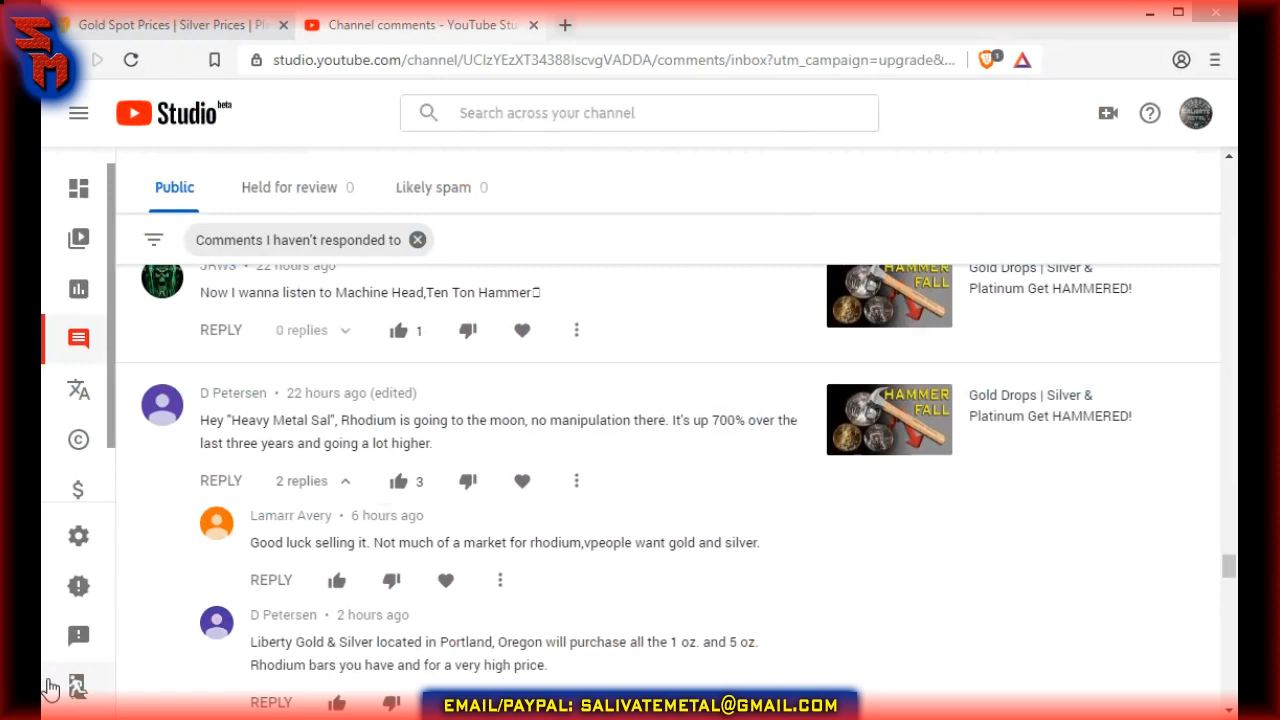 SM
Gold Spot Prices | Silver Prices | Pl
Channel comments - YouTube Stu
studio.youtube.com/channel/UCIzYEzXT3438lIscvgVADDA/comments/inbox?utm_campaign=upgrade&...
1
Studio beta
Search across your channel
Public
Held for review 0
Likely spam 0
Comments I haven't responded to
JRWS • 22 hours ago
Now I wanna listen to Machine Head,Ten Ton Hammer
REPLY 0 replies 1
HAMMER FALL
Gold Drops | Silver &
Platinum Get HAMMERED!
D Petersen • 22 hours ago (edited)
Hey "Heavy Metal Sal", Rhodium is going to the moon, no manipulation there. It's up 700% over the
last three years and going a lot higher.
REPLY 2 replies 3
HAMMER FALL
Gold Drops | Silver &
Platinum Get HAMMERED!
Lamarr Avery • 6 hours ago
Good luck selling it. Not much of a market for rhodium,vpeople want gold and silver.
REPLY
D Petersen • 2 hours ago
Liberty Gold & Silver located in Portland, Oregon will purchase all the 1 oz. and 5 oz.
Rhodium bars you have and for a very high price.
REPLY
EMAIL/PAYPAL: SALIVATEMETAL@GMAIL.COM